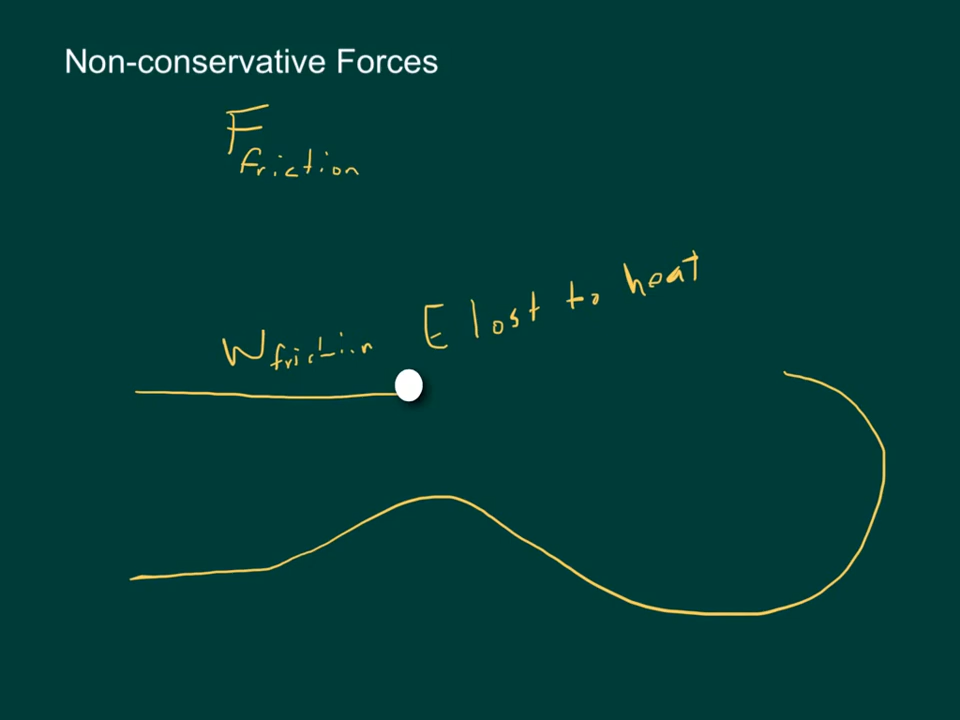 Non-conservative Forces
F friction
W friction E lost to heat